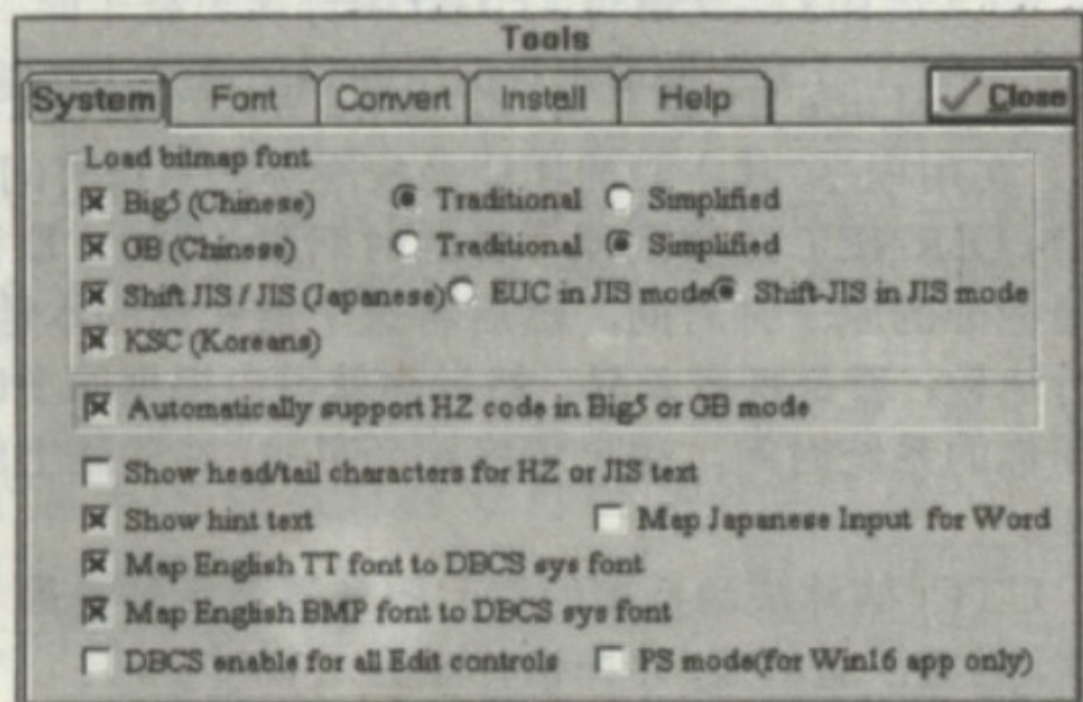 Tools
System Font Convert Install Help Close
Load bitmap font
Big5 (Chinese) Traditional Simplified
GB (Chinese) Traditional Simplified
Shift JIS / JIS (Japanese) EUC in JIS mode Shift-JIS in JIS mode
KSC (Koreans)
Automatically support HZ code in Big5 or GB mode
Show head/tail characters for HZ or JIS text
Show hint text Map Japanese Input for Word
Map English TT font to DBCS sys font
Map English BMP font to DBCS sys font
DBCS enable for all Edit controls PS mode(for Win16 app only)